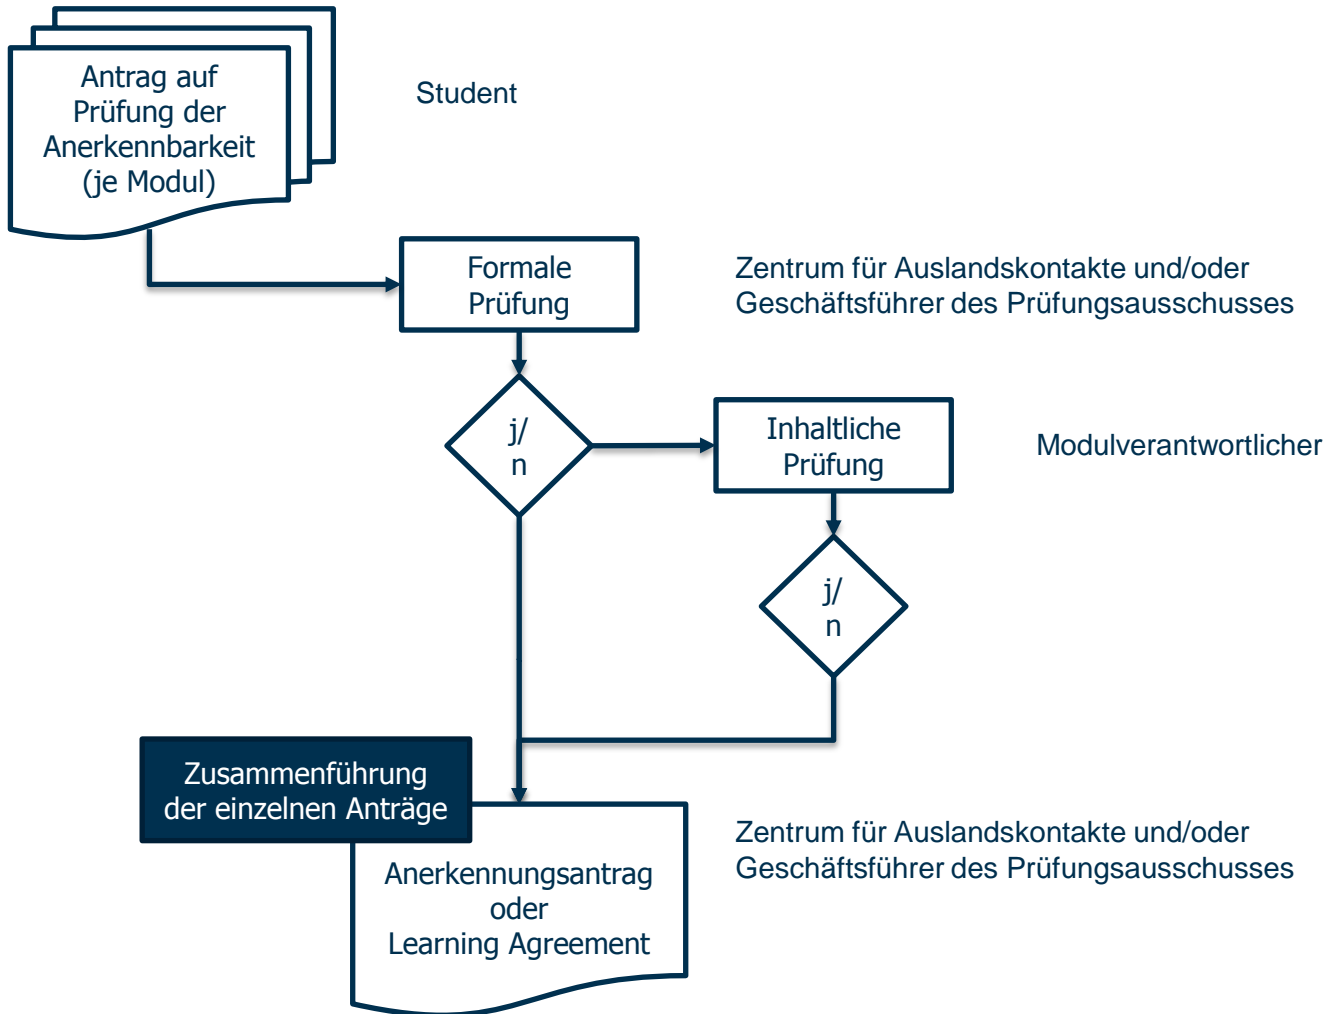 Antrag auf
Prüfung der
Anerkennbarkeit
(je Modul)
Student
Formale
Prüfung
Zentrum für Auslandskontakte und/oder
Geschäftsführer des Prüfungsausschusses
j/
n
Inhaltliche
Prüfung
Modulverantwortlicher
j/
n
Zusammenführung
der einzelnen Anträge
Anerkennungsantrag
oder
Learning Agreement
Zentrum für Auslandskontakte und/oder
Geschäftsführer des Prüfungsausschusses